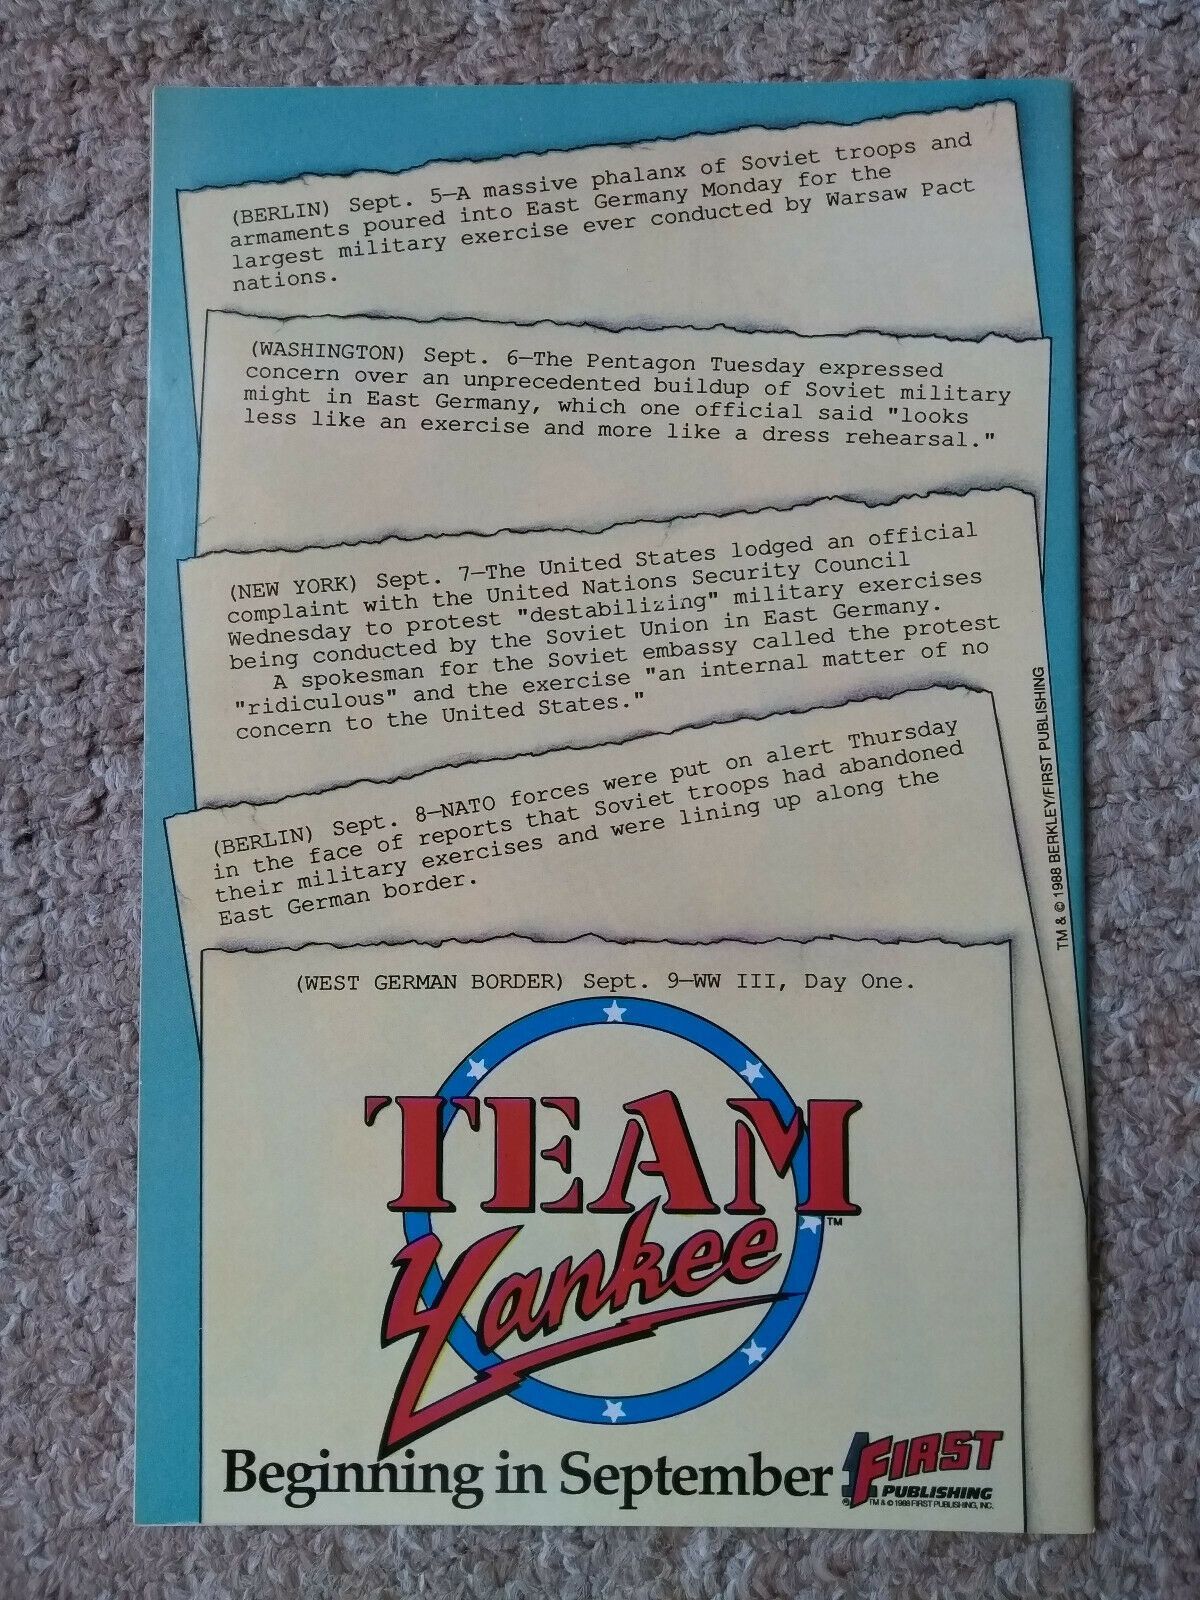 (BERLIN) Sept. 5—A massive phalanx of Soviet troops and
armaments poured into East Germany Monday for the
largest military exercise ever conducted by Warsaw Pact
nations.
(WASHINGTON) Sept. 6—The Pentagon Tuesday expressed
concern over an unprecedented buildup of Soviet military
might in East Germany, which one official said "looks
less like an exercise and more like a dress rehearsal."
(NEW YORK) Sept. 7—The United States lodged an official
complaint with the United Nations Security Council
Wednesday to protest "destabilizing" military exercises
being conducted by the Soviet Union in East Germany.
A spokesman for the Soviet embassy called the protest
"ridiculous" and the exercise "an internal matter of no
concern to the United States."
(BERLIN) Sept. 8—NATO forces were put on alert Thursday
in the face of reports that Soviet troops had abandoned
their military exercises and were lining up along the
East German border.
TM & © 1988 BERKLEY/FIRST PUBLISHING
(WEST GERMAN BORDER) Sept. 9—WW III, Day One.
TEAM
Yankee
TM
Beginning in September
1FIRST
PUBLISHING
® TM & © 1988 FIRST PUBLISHING, INC.